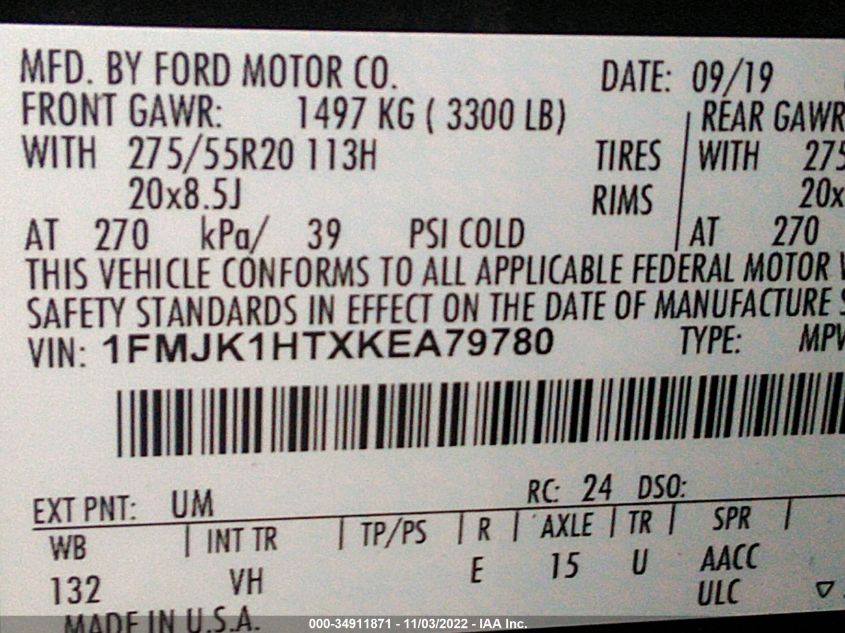 MFD. BY FORD MOTOR CO. DATE: 09/19
FRONT GAWR: 1497 KG ( 3300 LB) REAR GAWR
WITH 275/55R20 113H TIRES WITH 275
20x8.5J RIMS 20x
AT 270 kPa/ 39 PSI COLD AT 270
THIS VEHICLE CONFORMS TO ALL APPLICABLE FEDERAL MOTOR V
SAFETY STANDARDS IN EFFECT ON THE DATE OF MANUFACTURE S
VIN: 1FMJK1HTXKEA79780 TYPE: MPV
EXT PNT: UM RC: 24 DSO:
WB INT TR TP/PS R AXLE TR SPR
132 VH E 15 U AACC
ULC
MADE IN U.S.A.
000-34911871 - 11/03/2022 - IAA Inc.